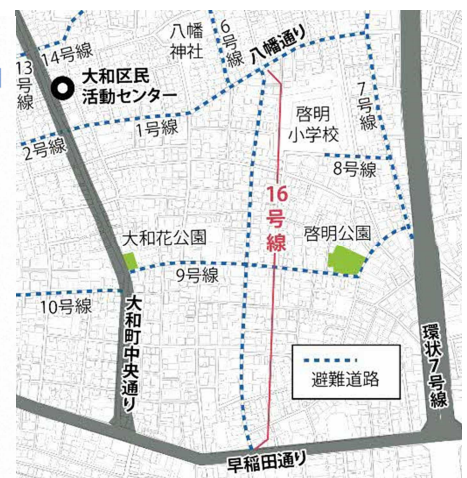 八幡
神社
6号線
八幡通り
14号線
13号線
大和区民
活動センター
7号線
1号線
2号線
啓明
小学校
8号線
16号線
大和花公園
啓明公園
9号線
10号線
大和町中央通り
環状7号線
避難道路
早稲田通り